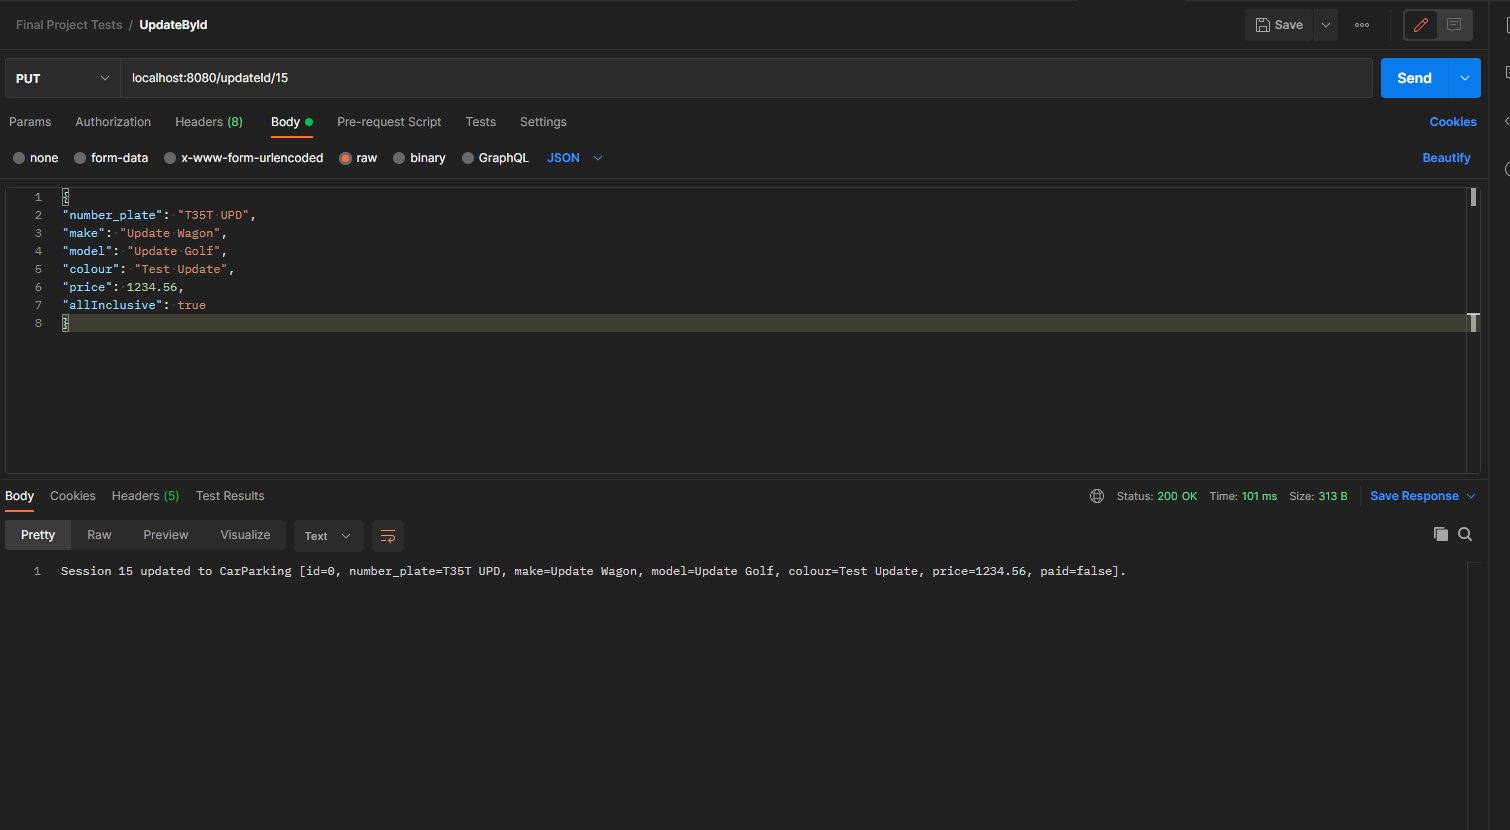 Final Project Tests / UpdateById
Save
PUT
localhost:8080/updateId/15
Send
Params Authorization Headers (8) Body Pre-request Script Tests Settings Cookies
none form-data x-www-form-urlencoded raw binary GraphQL JSON Beautify
1 {
2 "number_plate": "T35T UPD",
3 "make": "Update Wagon",
4 "model": "Update Golf",
5 "colour": "Test Update",
6 "price": 1234.56,
7 "allInclusive": true
8 }
Body Cookies Headers (5) Test Results Status: 200 OK Time: 101 ms Size: 313 B Save Response
Pretty Raw Preview Visualize Text
1 Session 15 updated to CarParking [id=0, number_plate=T35T UPD, make=Update Wagon, model=Update Golf, colour=Test Update, price=1234.56, paid=false].